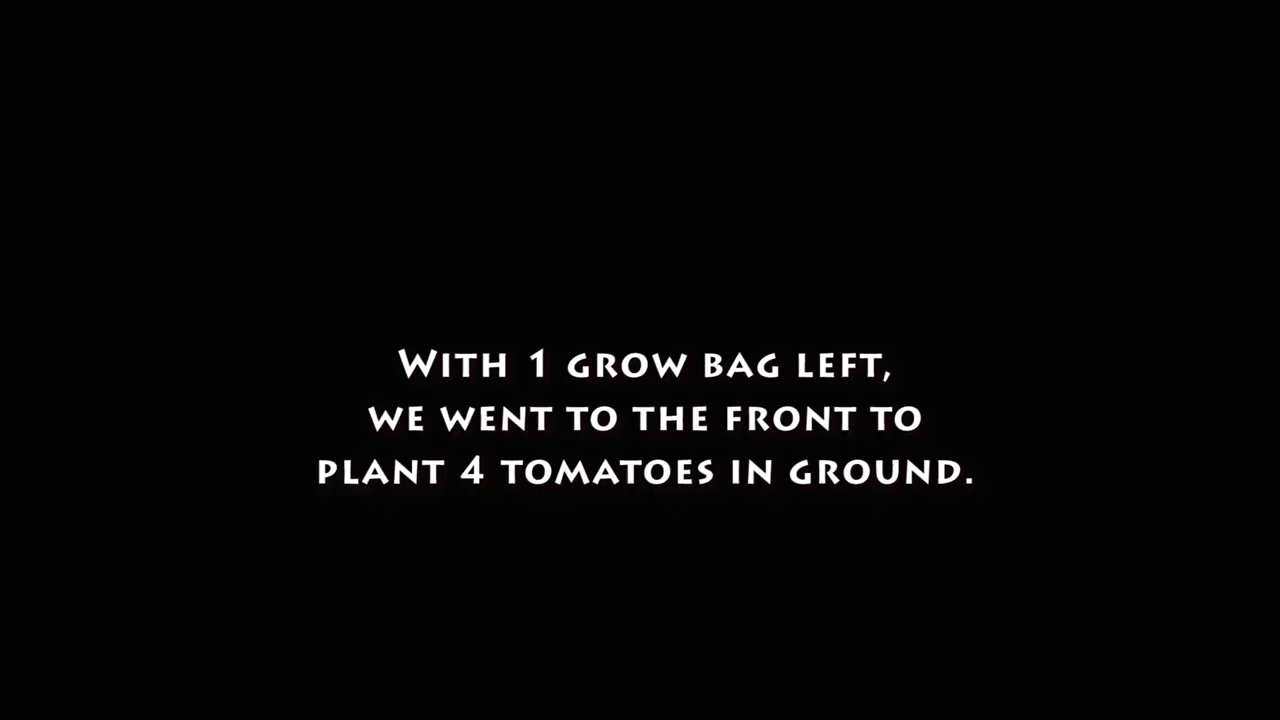 With 1 grow bag left,
we went to the front to
plant 4 tomatoes in ground.